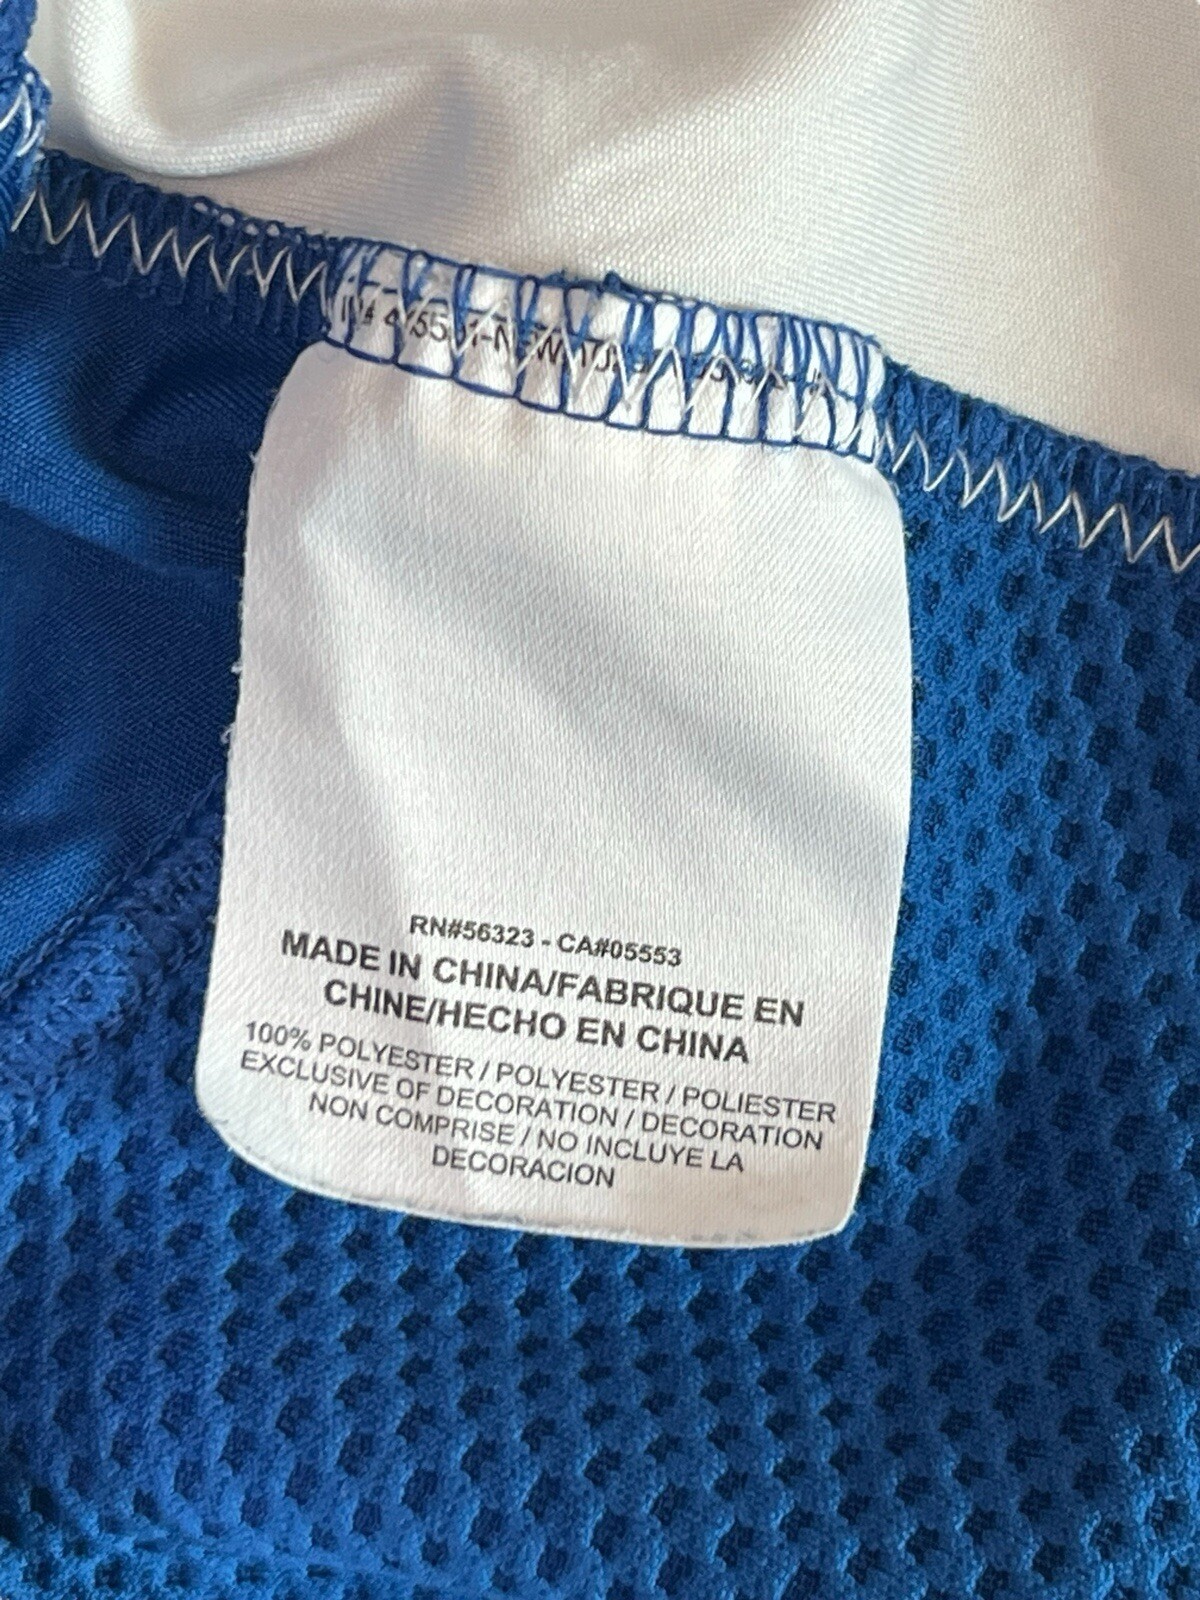 RN#56323 - CA#05553
MADE IN CHINA/FABRIQUE EN
CHINE/HECHO EN CHINA
100% POLYESTER / POLYESTER / POLIESTER
EXCLUSIVE OF DECORATION / DECORATION
NON COMPRISE / NO INCLUYE LA
DECORACION